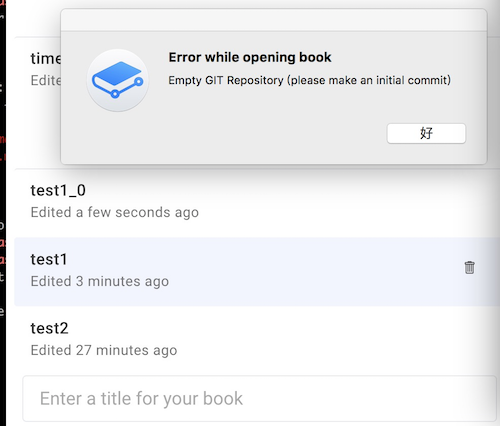 Error while opening book
Empty GIT Repository (please make an initial commit)
好
time
Edite
test1_0
Edited a few seconds ago
test1
Edited 3 minutes ago
test2
Edited 27 minutes ago
Enter a title for your book